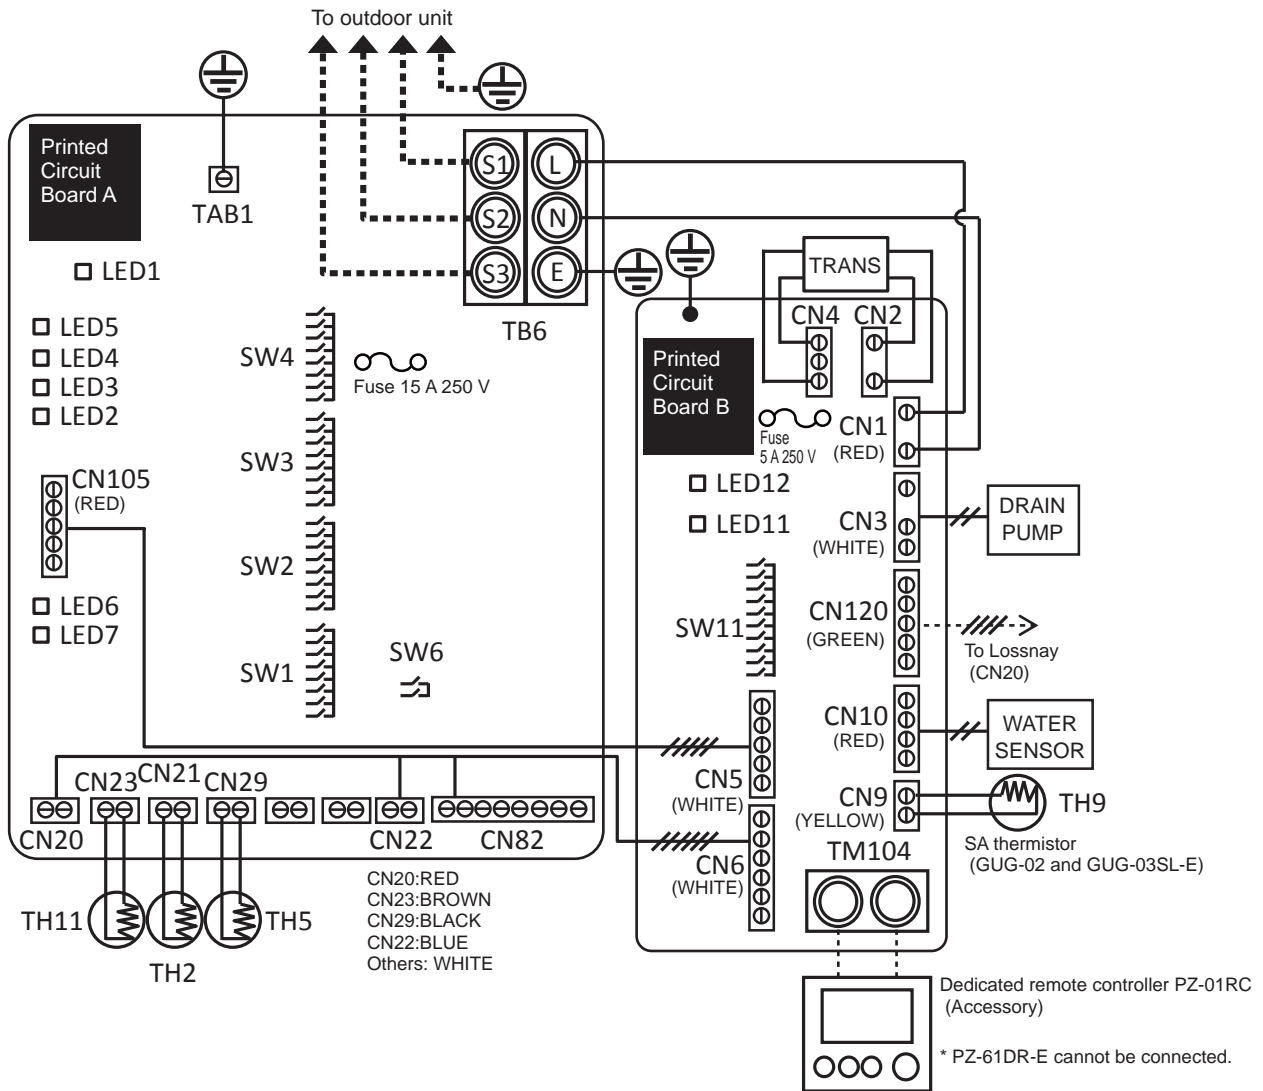 To outdoor unit
Printed
Circuit
Board A
TAB1
S1
L
S2
N
S3
E
TB6
LED1
LED5
LED4
LED3
LED2
SW4
Fuse 15 A 250 V
SW3
CN105
(RED)
SW2
LED6
LED7
SW1
SW6
TRANS
CN4
CN2
Printed
Circuit
Board B
Fuse
5 A 250 V
CN1
(RED)
LED12
LED11
CN3
(WHITE)
DRAIN
PUMP
SW11
CN120
(GREEN)
To Lossnay
(CN20)
CN10
(RED)
WATER
SENSOR
CN5
(WHITE)
CN9
(YELLOW)
TH9
SA thermistor
(GUG-02 and GUG-03SL-E)
CN23
CN21
CN29
CN20
CN22
CN82
CN6
(WHITE)
TM104
TH11
TH2
TH5
CN20:RED
CN23:BROWN
CN29:BLACK
CN22:BLUE
Others: WHITE
Dedicated remote controller PZ-01RC
(Accessory)
* PZ-61DR-E cannot be connected.